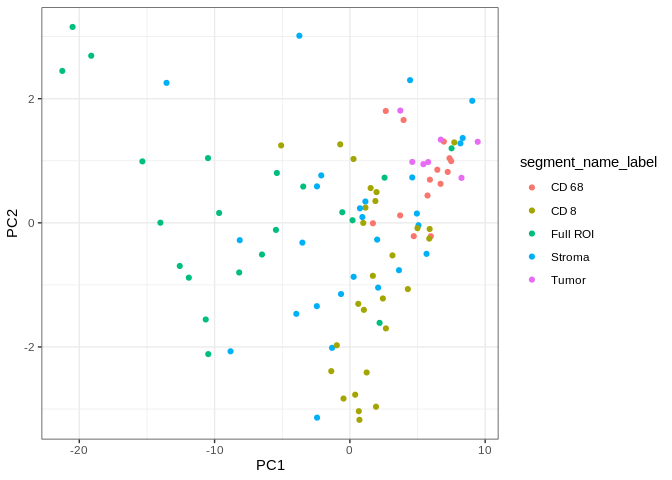 2
0
-2
-20
-10
0
10
PC1
PC2
segment_name_label
CD 68
CD 8
Full ROI
Stroma
Tumor